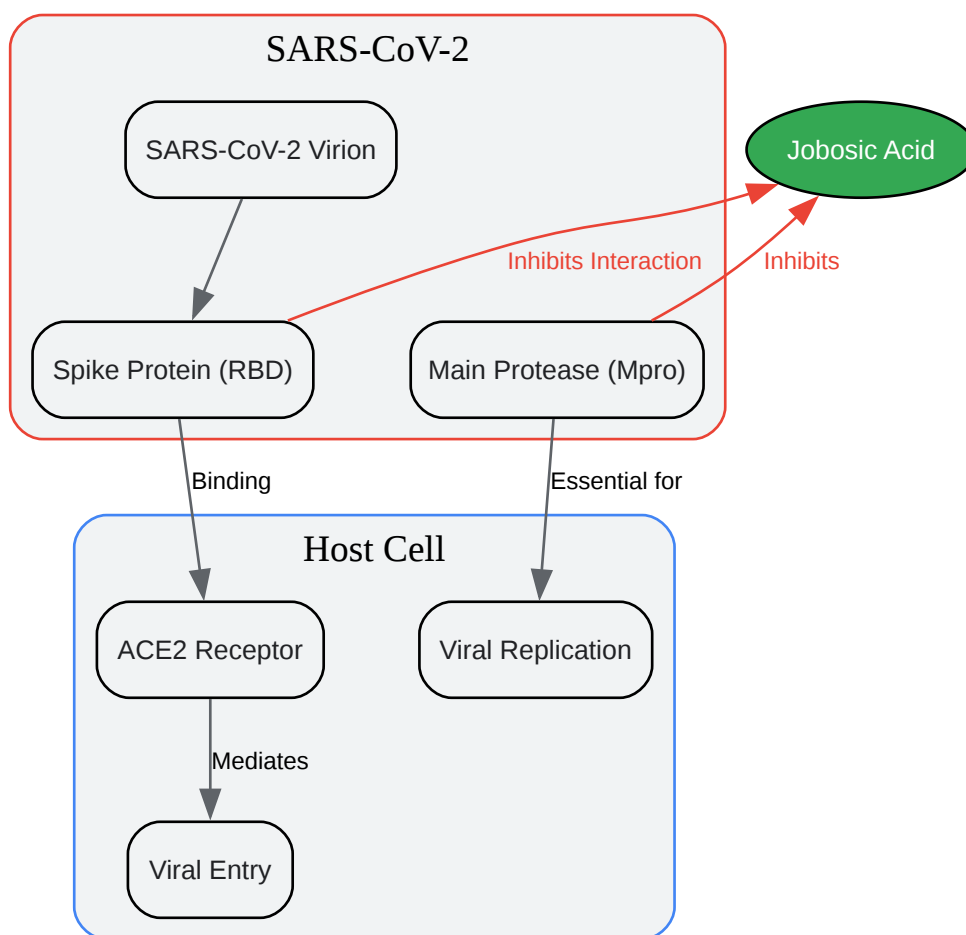 SARS-CoV-2
SARS-CoV-2 Virion
Jobosic Acid
Inhibits Interaction
Inhibits
Spike Protein (RBD)
Main Protease (Mpro)
Binding
Essential for
Host Cell
ACE2 Receptor
Viral Replication
Mediates
Viral Entry